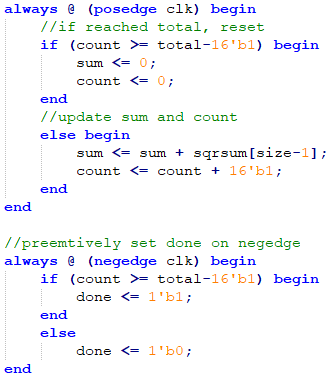 always @ (posedge clk) begin
//if reached total, reset
if (count >= total-16'b1) begin
sum <= 0;
count <= 0;
end
//update sum and count
else begin
sum <= sum + sqrsum[size-1];
count <= count + 16'b1;
end
end
//preemtively set done on negedge
always @ (negedge clk) begin
if (count >= total-16'b1) begin
done <= 1'b1;
end
else
done <= 1'b0;
end